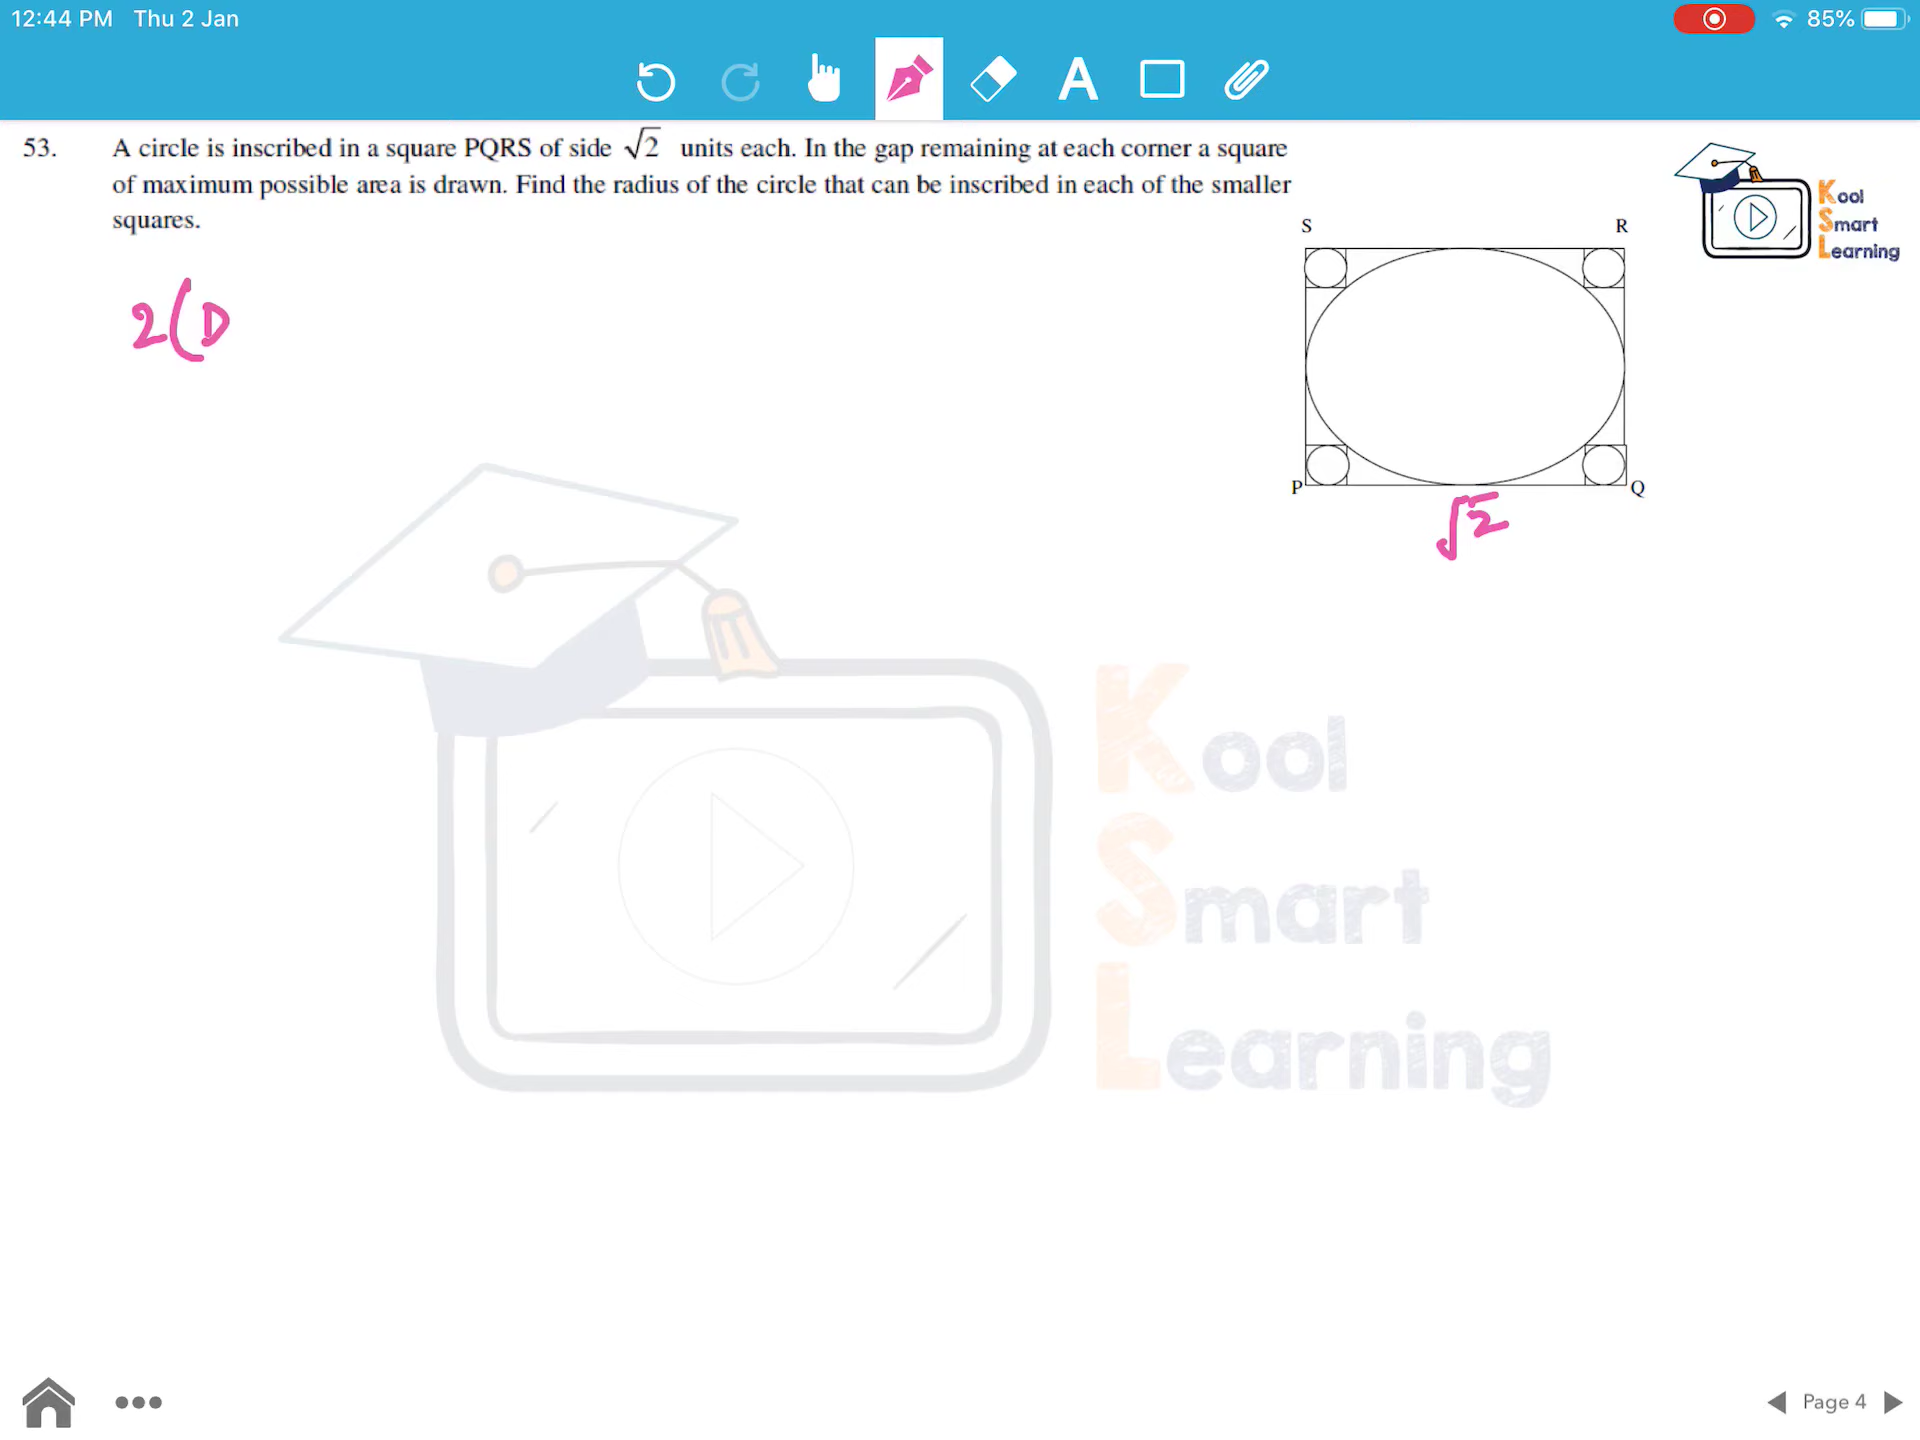 12:44 PM Thu 2 Jan
85%
A
53. A circle is inscribed in a square PQRS of side √2 units each. In the gap remaining at each corner a square
of maximum possible area is drawn. Find the radius of the circle that can be inscribed in each of the smaller
squares.
S R
Kool
Smart
Learning
2(D
P Q
√2
Kool
Smart
Learning
Page 4